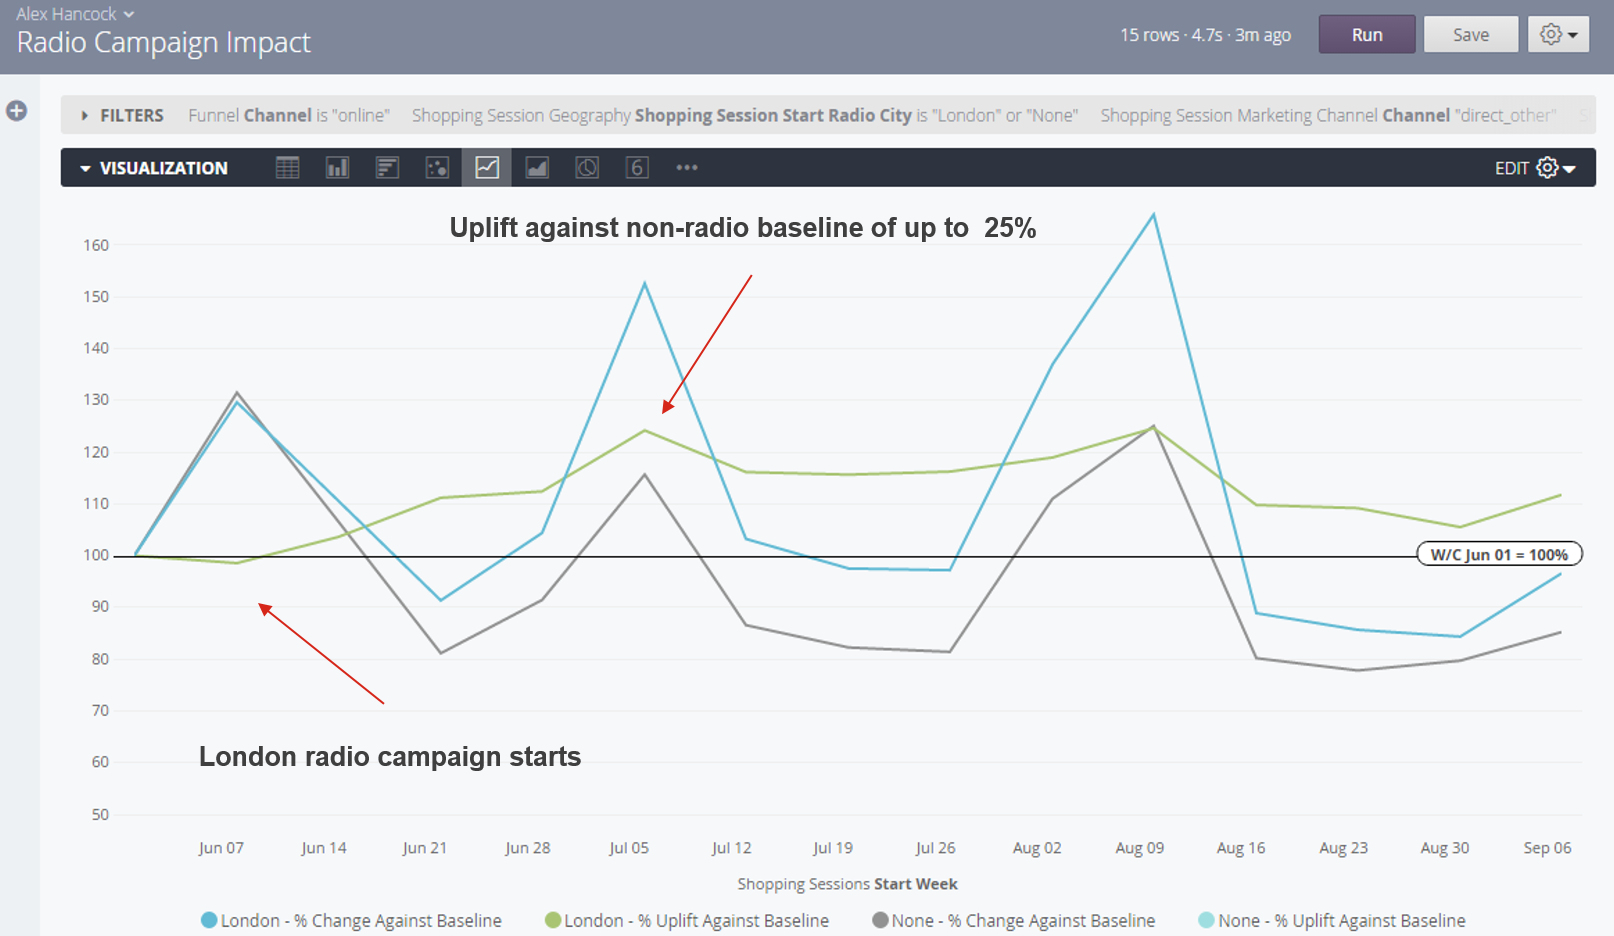 Alex Hancock
Radio Campaign Impact
15 rows · 4.7s · 3m ago
Run
Save
FILTERS Funnel Channel is "online" Shopping Session Geography Shopping Session Start Radio City is "London" or "None" Shopping Session Marketing Channel Channel "direct_other"
VISUALIZATION
6
EDIT
Uplift against non-radio baseline of up to 25%
160
150
140
130
120
110
100
W/C Jun 01 = 100%
90
80
70
London radio campaign starts
60
50
Jun 07 Jun 14 Jun 21 Jun 28 Jul 05 Jul 12 Jul 19 Jul 26 Aug 02 Aug 09 Aug 16 Aug 23 Aug 30 Sep 06
Shopping Sessions Start Week
London - % Change Against Baseline London - % Uplift Against Baseline None - % Change Against Baseline None - % Uplift Against Baseline